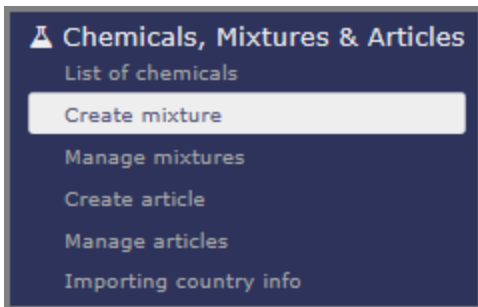 Chemicals, Mixtures & Articles
List of chemicals
Create mixture
Manage mixtures
Create article
Manage articles
Importing country info